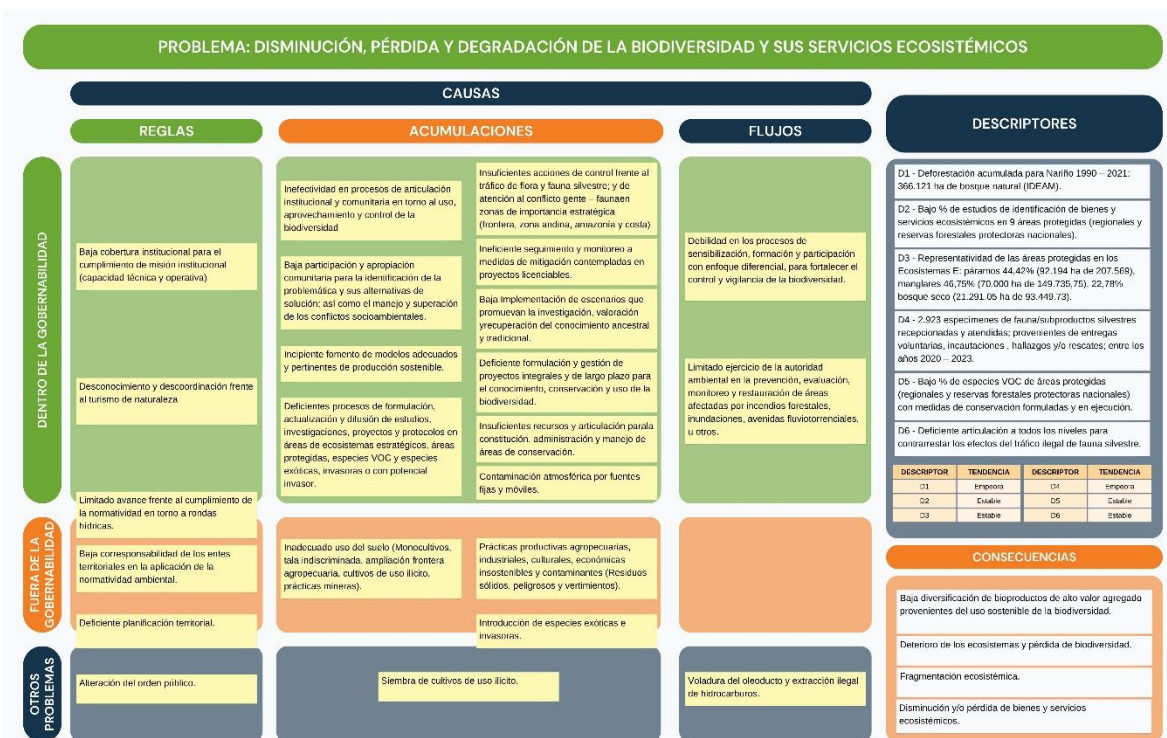 PROBLEMA: DISMINUCIÓN, PÉRDIDA Y DEGRADACIÓN DE LA BIODIVERSIDAD Y SUS SERVICIOS ECOSISTÉMICOS
CAUSAS
REGLAS
ACUMULACIONES
FLUJOS
DENTRO DE LA GOBERNABILIDAD
Baja cobertura institucional para el
cumplimiento de misión institucional
(capacidad técnica y operativa)
Desconocimiento y descoordinación frente
al turismo de naturaleza
Limitado avance frente al cumplimiento de
la normatividad en torno a rondas
hídricas.
Inefectividad en procesos de articulación
institucional y comunitaria en torno al uso,
aprovechamiento y control de la
biodiversidad
Baja participación y apropiación
comunitaria para la identificación de la
problemática y sus alternativas de
solución; así como el manejo y superación
de los conflictos socioambientales.
Incipiente fomento de modelos adecuados
y pertinentes de producción sostenible.
Deficientes procesos de formulación,
actualización y difusión de estudios,
investigaciones, proyectos y protocolos en
áreas de ecosistemas estratégicos, áreas
protegidas, especies VOC y especies
exóticas, invasoras o con potencial
invasor.
Insuficientes acciones de control frente al
tráfico de flora y fauna silvestre; y de
atención al conflicto gente – faunaen
zonas de importancia estratégica
(frontera, zona andina, amazonía y costa)
Ineficiente seguimiento y monitoreo a
medidas de mitigación contempladas en
proyectos licenciables.
Baja Implementación de escenarios que
promuevan la investigación, valoración
yrecuperación del conocimiento ancestral
y tradicional.
Deficiente formulación y gestión de
proyectos integrales y de largo plazo para
el conocimiento, conservación y uso de la
biodiversidad.
Insuficientes recursos y articulación parala
constitución, administración y manejo de
áreas de conservación.
Contaminación atmosférica por fuentes
fijas y móviles.
Debilidad en los procesos de
sensibilización, formación y participación
con enfoque diferencial, para fortalecer el
control y vigilancia de la biodiversidad.
Limitado ejercicio de la autoridad
ambiental en la prevención, evaluación,
monitoreo y restauración de áreas
afectadas por incendios forestales,
inundaciones, avenidas fluviotorrenciales,
u otros.
FUERA DE LA GOBERNABILIDAD
Baja corresponsabilidad de los entes
territoriales en la aplicación de la
normatividad ambiental.
Deficiente planificación territorial.
Inadecuado uso del suelo (Monocultivos,
tala indiscriminada, ampliación frontera
agropecuaria, cultivos de uso ilícito,
prácticas mineras).
Prácticas productivas agropecuarias,
industriales, culturales, económicas
insostenibles y contaminantes (Residuos
sólidos, peligrosos y vertimientos).
Introducción de especies exóticas e
invasoras.
OTROS PROBLEMAS
Alteración del orden público.
Siembra de cultivos de uso ilícito.
Voladura del oleoducto y extracción ilegal
de hidrocarburos.
DESCRIPTORES
D1 - Deforestación acumulada para Nariño 1990 – 2021:
366.121 ha de bosque natural (IDEAM).
D2 – Bajo % de estudios de identificación de bienes y
servicios ecosistémicos en 9 áreas protegidas (regionales y
reservas forestales protectoras nacionales).
D3 - Representatividad de las áreas protegidas en los
Ecosistemas E: páramos 44,42% (92.194 ha de 207.569),
manglares 46,75% (70.000 ha de 149.735,75), 22,78%
bosque seco (21.291.05 ha de 93.449.73).
D4 - 2.923 especímenes de fauna/subproductos silvestres
recepcionadas y atendidas; provenientes de entregas
voluntarias, incautaciones . hallazgos y/o rescates; entre los
años 2020 – 2023.
D5 - Bajo % de especies VOC de áreas protegidas
(regionales y reservas forestales protectoras nacionales)
con medidas de conservación formuladas y en ejecución.
D6 - Deficiente articulación a todos los niveles para
contrarrestar los efectos del tráfico ilegal de fauna silvestre.
DESCRIPTOR TENDENCIA DESCRIPTOR TENDENCIA
D1 Empeora D4 Empeora
D2 Estable D5 Estable
D3 Estable D6 Estable
CONSECUENCIAS
Baja diversificación de bioproductos de alto valor agregado
provenientes del uso sostenible de la biodiversidad.
Deterioro de los ecosistemas y pérdida de biodiversidad.
Fragmentación ecosistémica.
Disminución y/o pérdida de bienes y servicios
ecosistémicos.